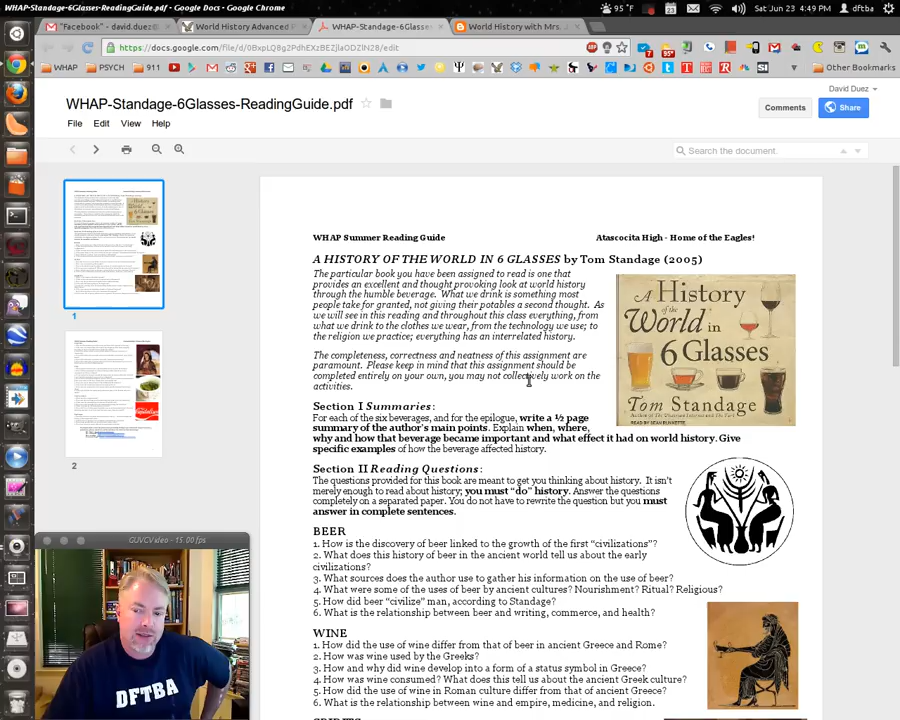 WHAP-Standage-6Glasses-ReadingGuide.pdf - Google Docs - Google Chrome
95 °F
Sat Jun 23 4:49 PM
dftba
"Facebook" - david.duez@
World History Advanced
WHAP-Standage-6Glasses-
World History with Mrs.
https://docs.google.com/file/d/0BxpLQ8g2PdhEXzBEZjlaODZIN28/edit
WHAP
PSYCH
911
Other Bookmarks
David Duez
WHAP-Standage-6Glasses-ReadingGuide.pdf
Comments
Share
File Edit View Help
Search the document.
1
2
WHAP Summer Reading Guide
Atascocita High - Home of the Eagles!
A HISTORY OF THE WORLD IN 6 GLASSES by Tom Standage (2005)
The particular book you have been assigned to read is one that
provides an excellent and thought provoking look at world history
through the humble beverage. What we drink is something most
people take for granted, not giving their potables a second thought. As
we will see in this reading and throughout this class everything, from
what we drink to the clothes we wear, from the technology we use; to
the religion we practice; everything has an interrelated history.
The completeness, correctness and neatness of this assignment are
paramount. Please keep in mind that this assignment should be
completed entirely on your own, you may not collectively work on the
activities.
A History
of the
World in
6 Glasses
Tom Standage
READ BY SEAN RUNNETTE
Section I Summaries:
For each of the six beverages, and for the epilogue, write a ½ page
summary of the author's main points. Explain when, where,
why and how that beverage became important and what effect it had on world history. Give
specific examples of how the beverage affected history.
Section II Reading Questions:
The questions provided for this book are meant to get you thinking about history. It isn't
merely enough to read about history; you must "do" history. Answer the questions
completely on a separated paper. You do not have to rewrite the question but you must
answer in complete sentences.
BEER
1. How is the discovery of beer linked to the growth of the first "civilizations"?
2. What does this history of beer in the ancient world tell us about the early
civilizations?
3. What sources does the author use to gather his information on the use of beer?
4. What were some of the uses of beer by ancient cultures? Nourishment? Ritual? Religious?
5. How did beer "civilize" man, according to Standage?
6. What is the relationship between beer and writing, commerce, and health?
WINE
1. How did the use of wine differ from that of beer in ancient Greece and Rome?
2. How was wine used by the Greeks?
3. How and why did wine develop into a form of a status symbol in Greece?
4. How was wine consumed? What does this tell us about the ancient Greek culture?
5. How did the use of wine in Roman culture differ from that of ancient Greece?
6. What is the relationship between wine and empire, medicine, and religion.
GUVCVideo - 15.00 fps
DFTBA